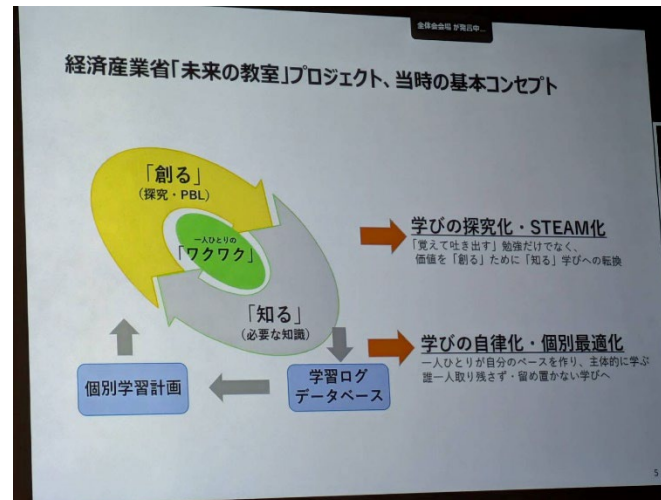 全体会会場 が発言中...
経済産業省「未来の教室」プロジェクト、当時の基本コンセプト
「創る」
(探究・PBL)
一人ひとりの
「ワクワク」
「知る」
(必要な知識)
個別学習計画
学習ログ
データベース
学びの探究化・STEAM化
「覚えて吐き出す」勉強だけでなく、
価値を「創る」ために「知る」学びへの転換
学びの自律化・個別最適化
一人ひとりが自分のペースを作り、主体的に学ぶ
誰一人取り残さず・留め置かない学びへ
5